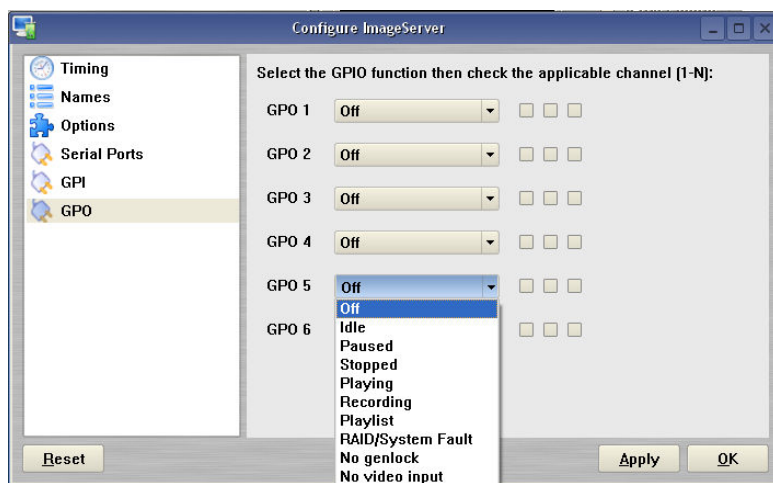 Configure ImageServer
Timing
Names
Options
Serial Ports
GPI
GPO
Select the GPIO function then check the applicable channel (1-N):
GPO 1 Off
GPO 2 Off
GPO 3 Off
GPO 4 Off
GPO 5 Off
Off
Idle
GPO 6
Paused
Stopped
Playing
Recording
Playlist
RAID/System Fault
No genlock
No video input
Reset
Apply
OK